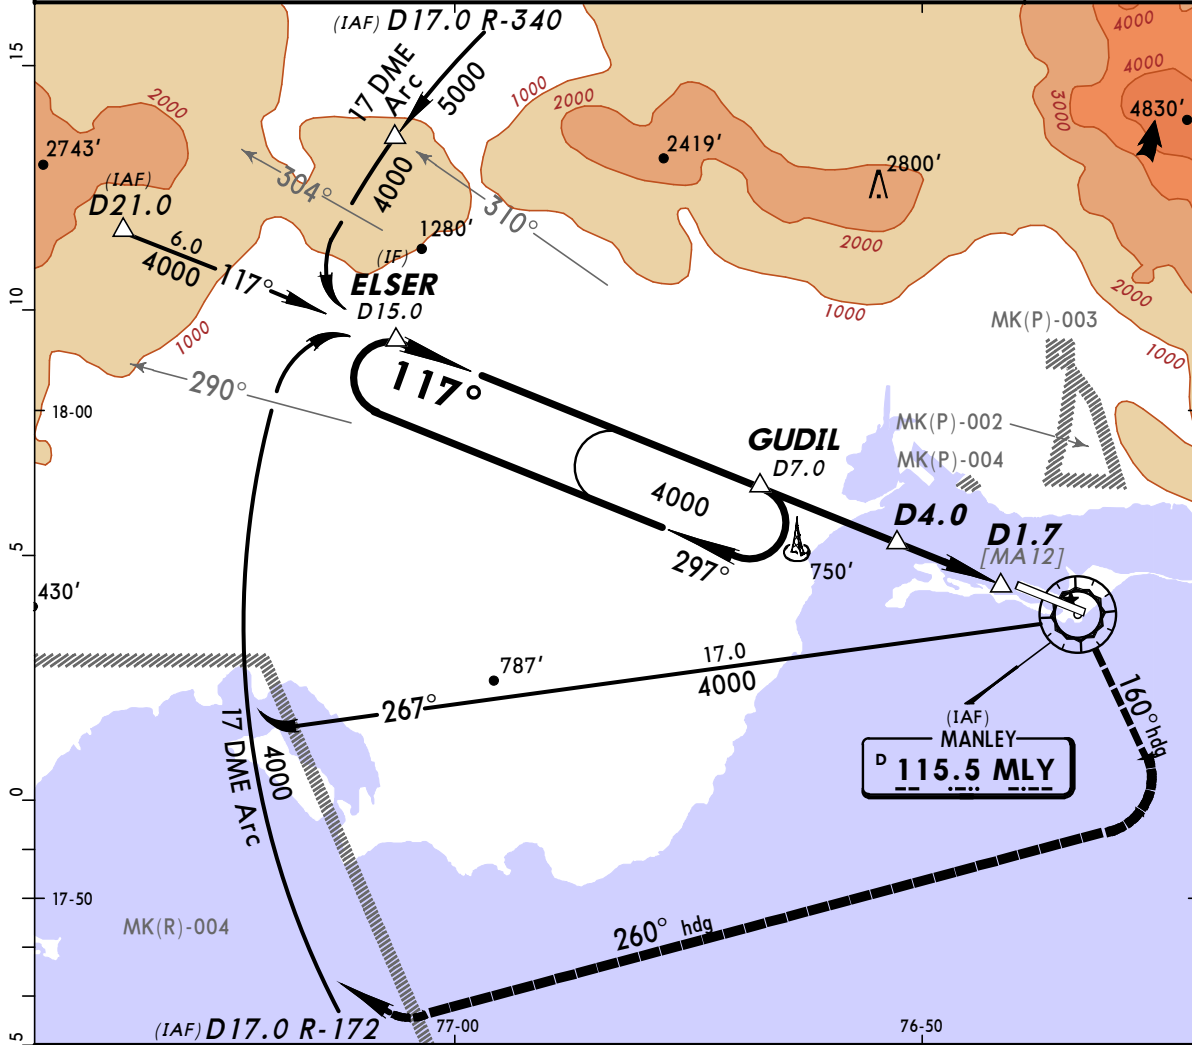 (IAF) D17.0 R-340
15
17 DME
Arc
5000
1000
2000
4000
4000
3000
4830'
2000
2743'
2419'
2800'
304°
4000
310°
(IAF)
D21.0
6.0
4000
117°
1280'
(IF)
ELSER
D15.0
2000
10
1000
2000
1000
1000
MK(P)-003
290°
117°
18-00
MK(P)-002
MK(P)-004
GUDIL
D7.0
4000
D4.0
D1.7
[MA12]
5
297°
750'
430'
787'
17.0
4000
267°
160° hdg
(IAF)
MANLEY
D 115.5 MLY
17 DME Arc
4000
0
17-50
MK(R)-004
260° hdg
(IAF) D17.0 R-172
77-00
76-50
5